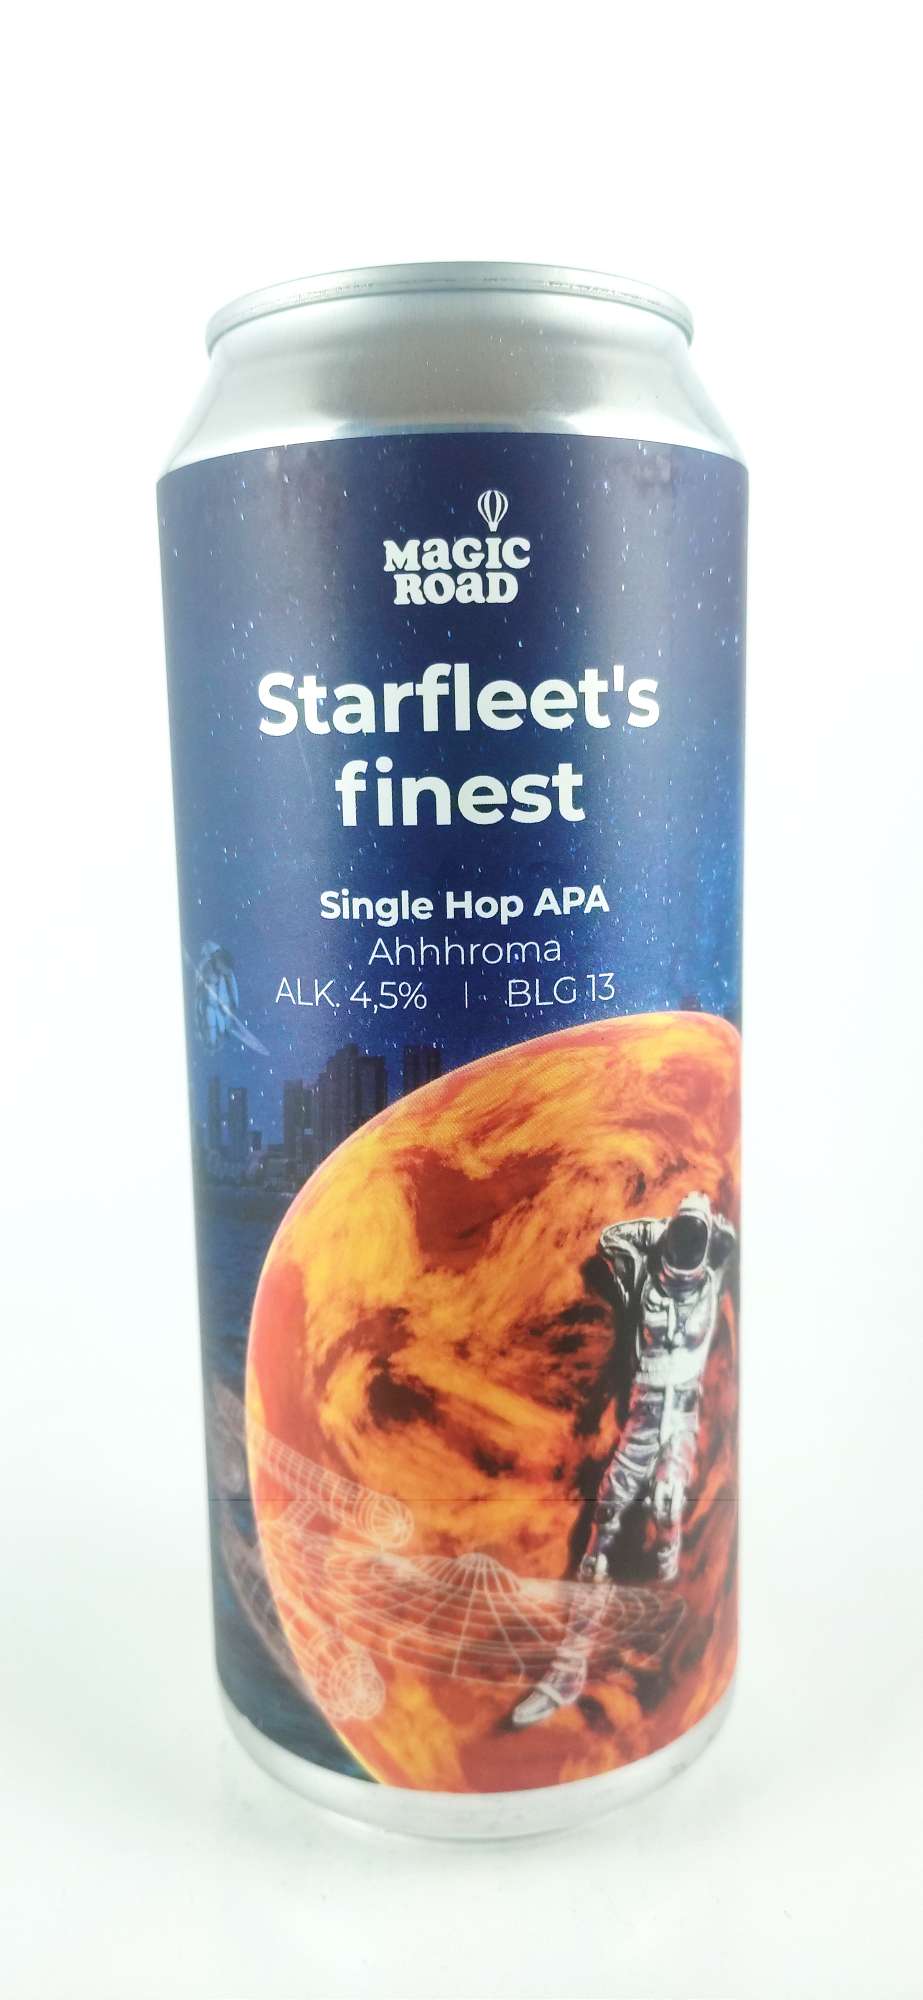 MaGIC
ROaD
Starfleet's
finest
Single Hop APA
Ahhhroma
ALK. 4,5% | BLG 13